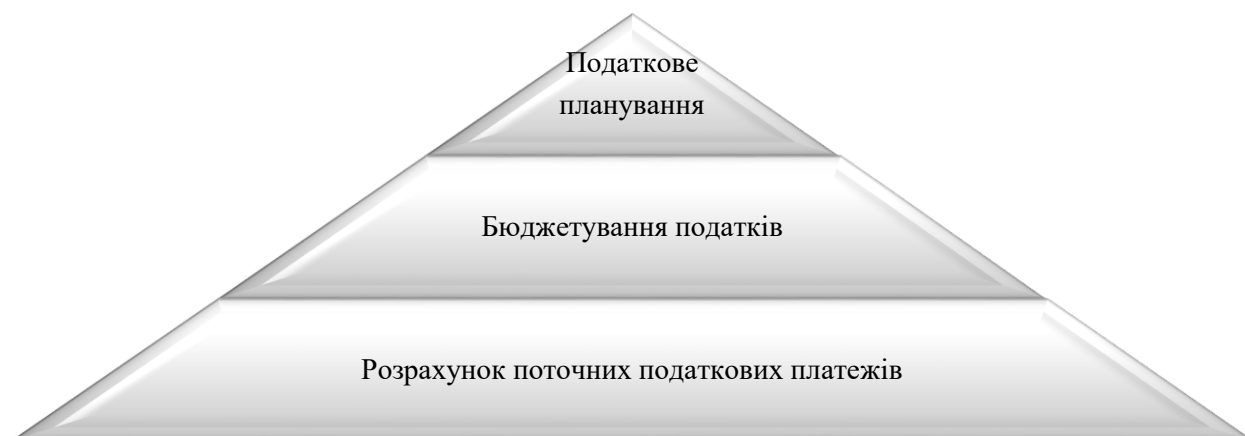 Податкове
планування
Бюджетування податків
Розрахунок поточних податкових платежів